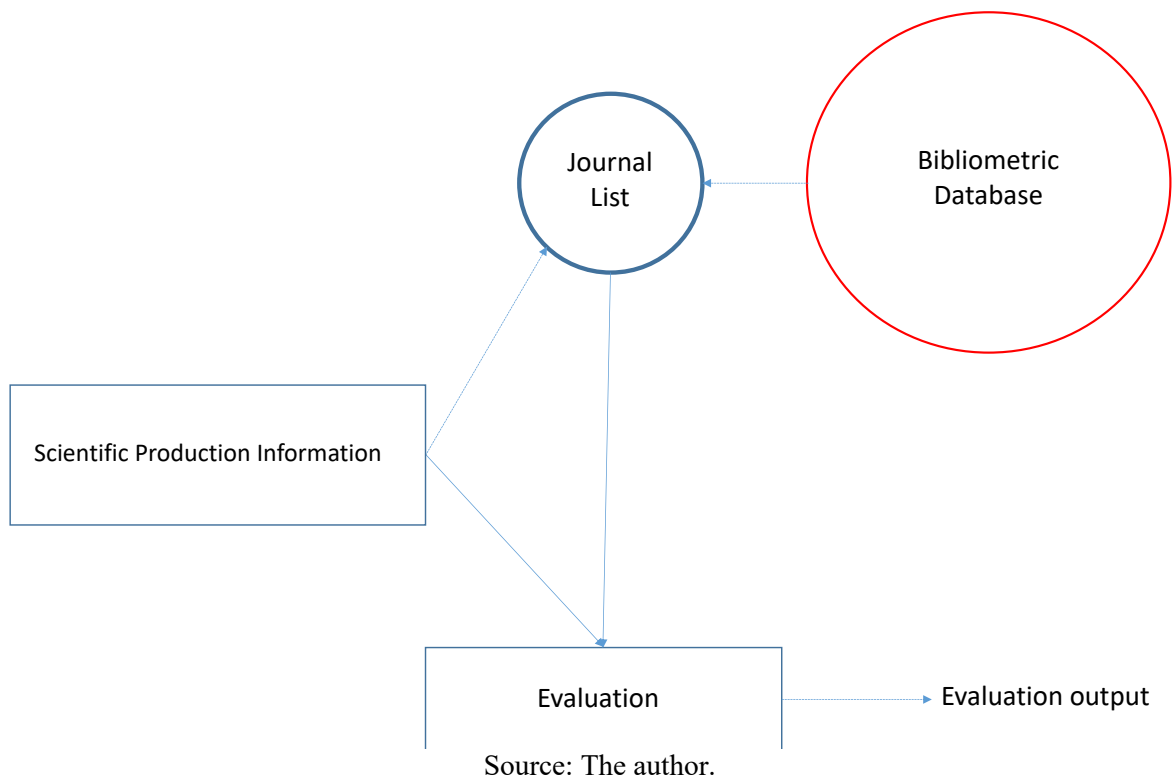 Journal
List
Bibliometric
Database
Scientific Production Information
Evaluation
Evaluation output
Source: The author.